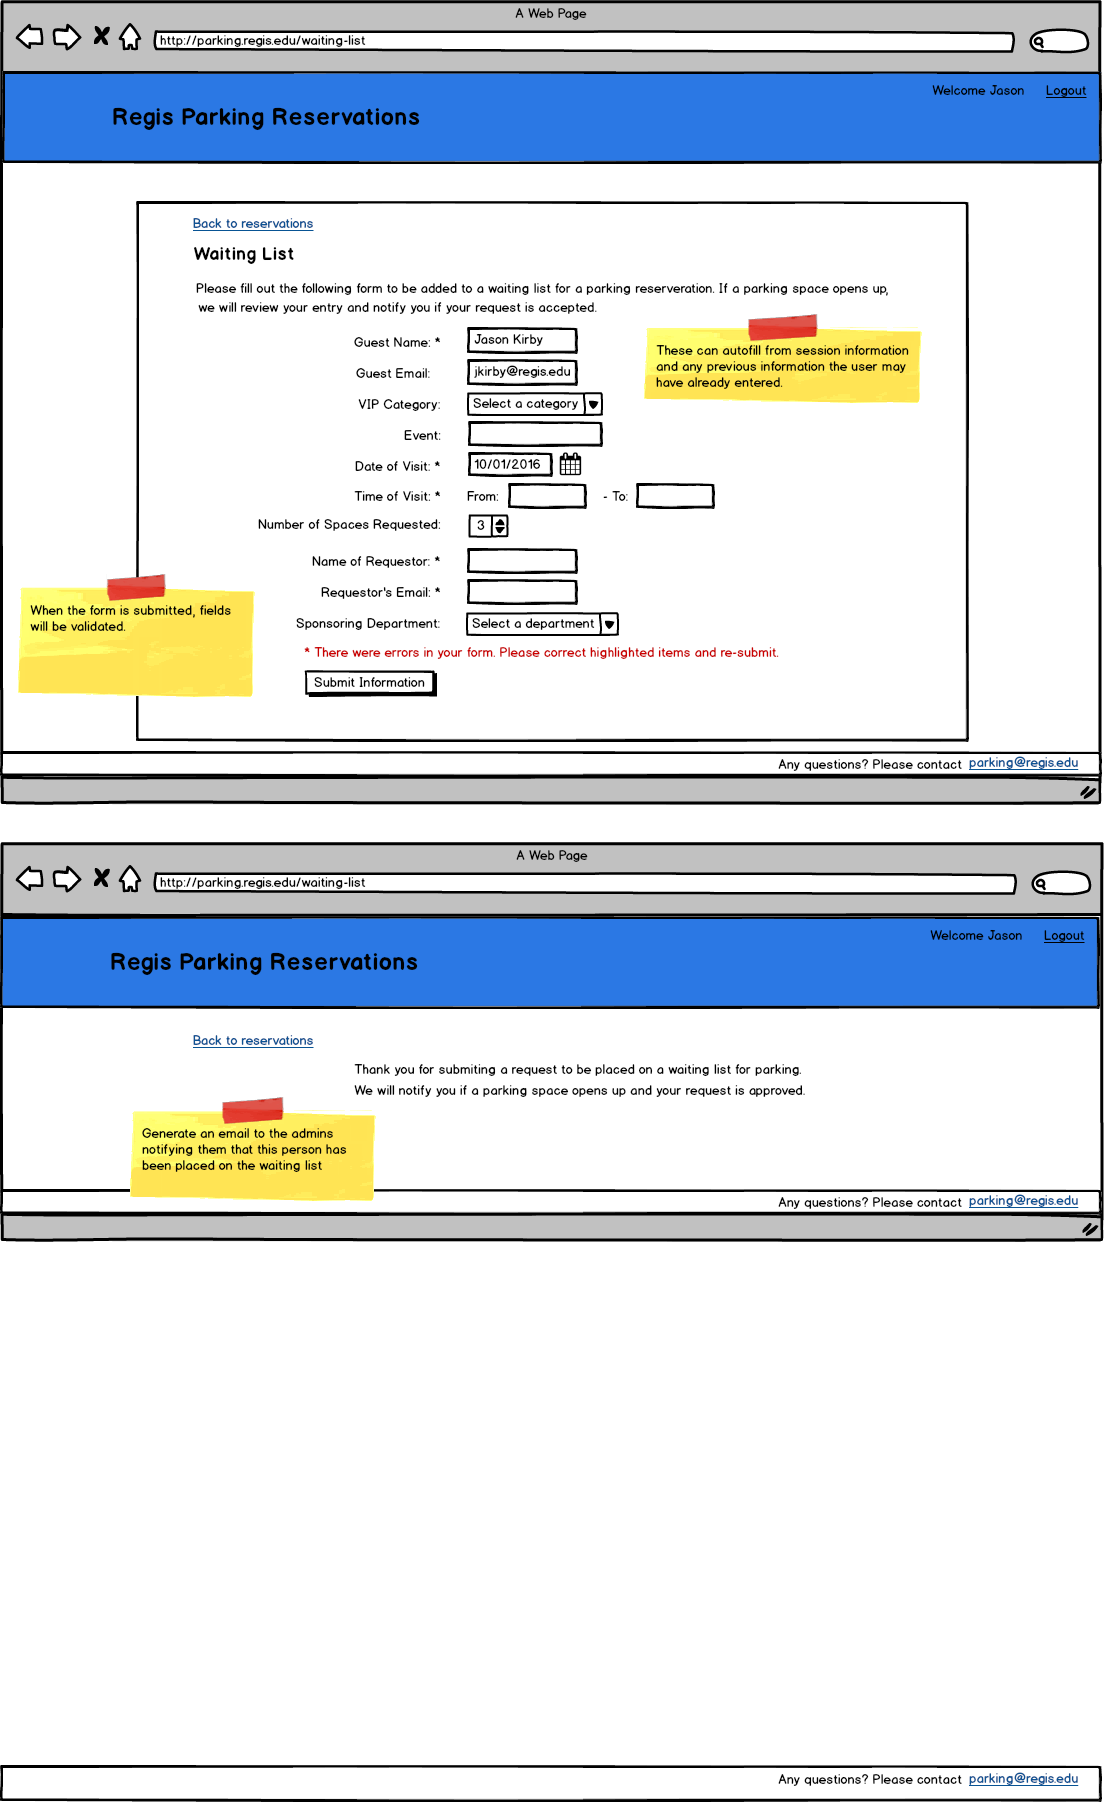 A Web Page
http://parking.regis.edu/waiting-list
Welcome Jason Logout
Regis Parking Reservations
Back to reservations
Waiting List
Please fill out the following form to be added to a waiting list for a parking reserveration. If a parking space opens up,
we will review your entry and notify you if your request is accepted.
Guest Name: * Jason Kirby
These can autofill from session information
and any previous information the user may
have already entered.
Guest Email: jkirby@regis.edu
VIP Category: Select a category
Event:
Date of Visit: * 10/01/2016
Time of Visit: * From: - To:
Number of Spaces Requested: 3
Name of Requestor: *
Requestor's Email: *
When the form is submitted, fields
will be validated.
Sponsoring Department: Select a department
* There were errors in your form. Please correct highlighted items and re-submit.
Submit Information
Any questions? Please contact parking@regis.edu
A Web Page
http://parking.regis.edu/waiting-list
Welcome Jason Logout
Regis Parking Reservations
Back to reservations
Thank you for submiting a request to be placed on a waiting list for parking.
We will notify you if a parking space opens up and your request is approved.
Generate an email to the admins
notifying them that this person has
been placed on the waiting list
Any questions? Please contact parking@regis.edu
Any questions? Please contact parking@regis.edu